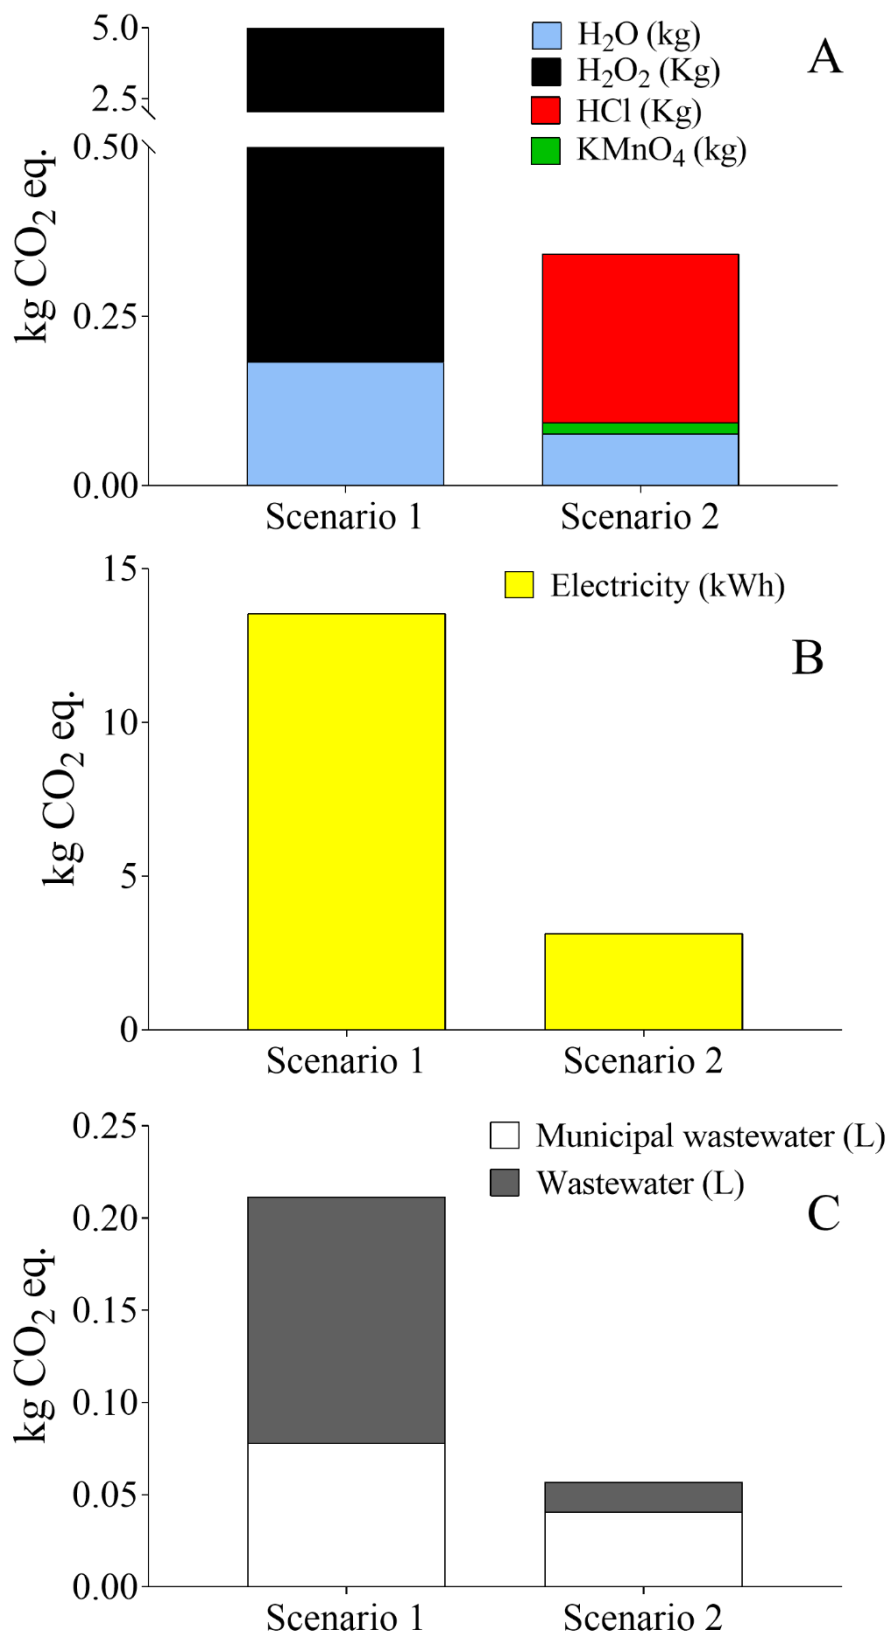 A
H₂O (kg)
H₂O₂ (Kg)
HCl (Kg)
KMnO₄ (kg)
kg CO₂ eq.
5.0
2.5
0.50
0.25
0.00
Scenario 1 Scenario 2
B
Electricity (kWh)
kg CO₂ eq.
15
10
5
0
Scenario 1 Scenario 2
C
Municipal wastewater (L)
Wastewater (L)
kg CO₂ eq.
0.25
0.20
0.15
0.10
0.05
0.00
Scenario 1 Scenario 2